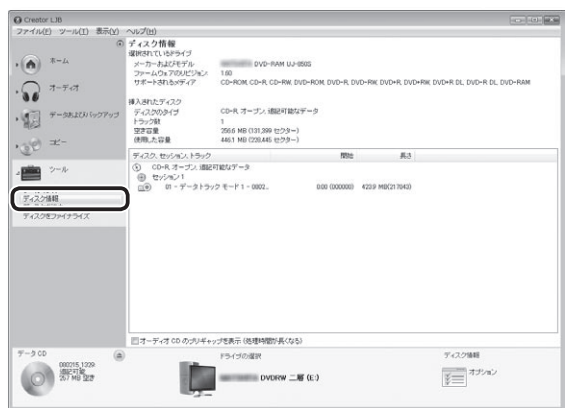 Creator LJB
ファイル(F) ツール(T) 表示(V) ヘルプ(H)
ホーム
オーディオ
データおよびバックアップ
コピー
ツール
ディスク情報
ディスクをファイナライズ
ディスク情報
選択されているドライブ
メーカーおよびモデル DVD-RAM UJ-850S
ファームウェアのリビジョン: 1.60
サポートされるメディア CD-ROM, CD-R, CD-RW, DVD-ROM, DVD-R, DVD-RW, DVD+R, DVD+RW, DVD+R DL, DVD-R DL, DVD-RAM
挿入されたディスク
ディスクのタイプ CD-R, オープン, 追記可能なデータ
トラック数 1
空き容量 256.6 MB (131,399 セクター)
使用した容量 446.1 MB (228,445 セクター)
ディスク, セッション, トラック 開始 長さ
CD-R, オープン, 追記可能なデータ
セッション 1
01 - データトラック モード 1 - 0002... 0:00 (000000) 423.9 MB(217043)
オーディオ CD のプリギャップを表示 (処理時間が長くなる)
データ CD
080215_1329
追記可能
257 MB 空き
ドライブの選択
DVDRW 二層 (E:)
ディスク情報
オプション